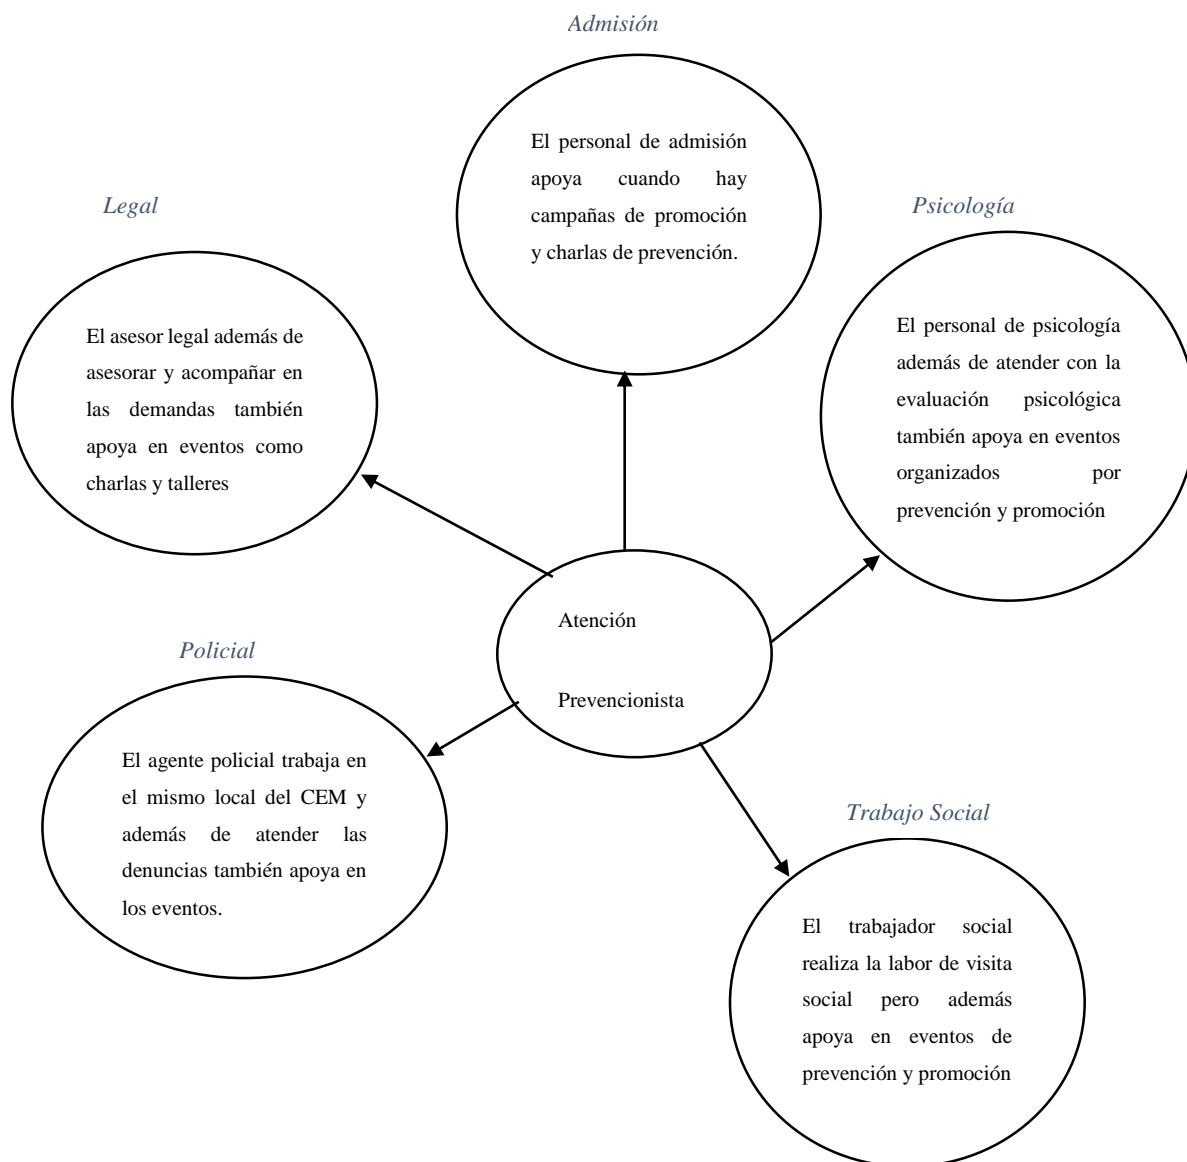 Admisión
El personal de admisión
apoya cuando hay
campañas de promoción
y charlas de prevención.
Legal
El asesor legal además de
asesorar y acompañar en
las demandas también
apoya en eventos como
charlas y talleres
Psicología
El personal de psicología
además de atender con la
evaluación psicológica
también apoya en eventos
organizados por
prevención y promoción
Atención
Prevencionista
Policial
El agente policial trabaja en
el mismo local del CEM y
además de atender las
denuncias también apoya en
los eventos.
Trabajo Social
El trabajador social
realiza la labor de visita
social pero además
apoya en eventos de
prevención y promoción